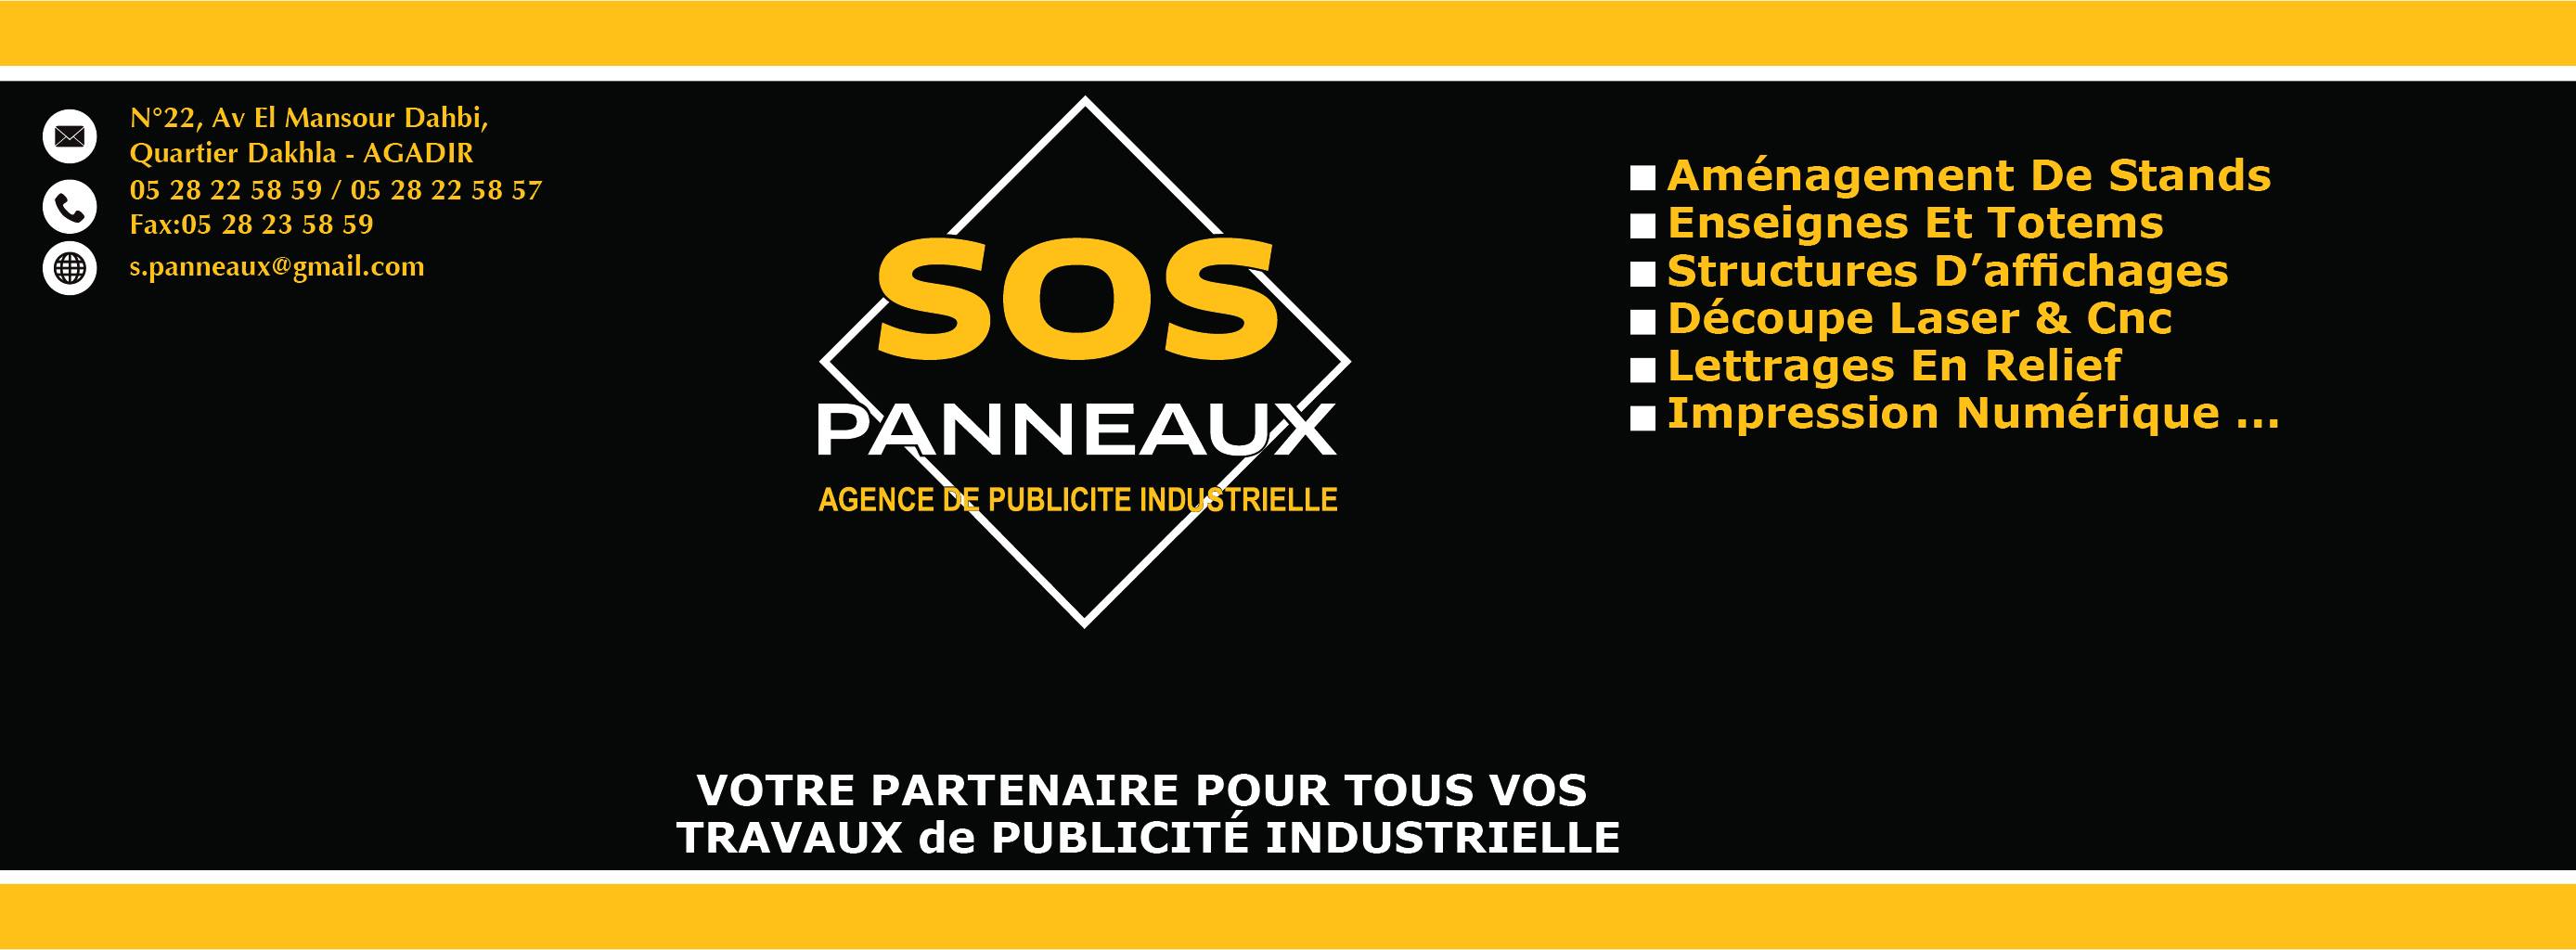 N°22, Av El Mansour Dahbi,
Quartier Dakhla - AGADIR
05 28 22 58 59 / 05 28 22 58 57
Fax:05 28 23 58 59
s.panneaux@gmail.com
SOS
PANNEAUX
AGENCE DE PUBLICITE INDUSTRIELLE
Aménagement De Stands
Enseignes Et Totems
Structures D’affichages
Découpe Laser & Cnc
Lettrages En Relief
Impression Numérique ...
VOTRE PARTENAIRE POUR TOUS VOS
TRAVAUX de PUBLICITÉ INDUSTRIELLE